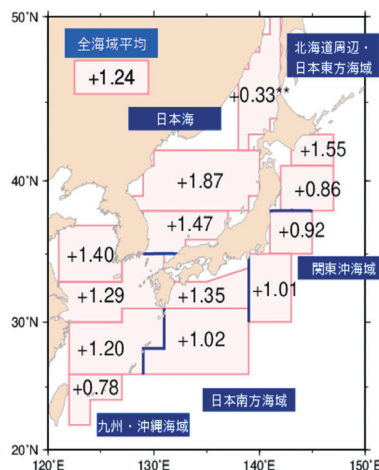 50°N
全海域平均
+1.24
北海道周辺・
日本東方海域
+0.33**
日本海
+1.55
+1.87
+0.86
40°N
+1.47
+0.92
+1.40
関東沖海域
+1.29
+1.35
+1.01
30°N
+1.20
+1.02
+0.78
日本南方海域
九州・沖縄海域
20°N
120°E
130°E
140°E
150°E